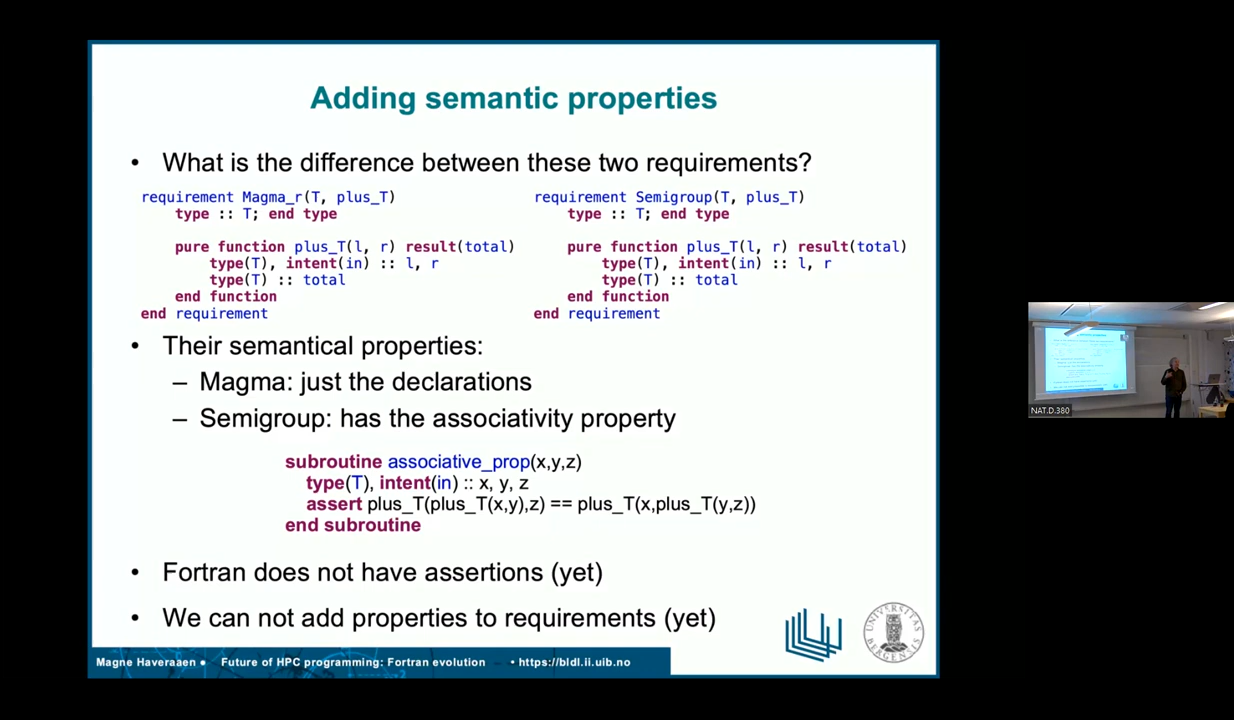 Adding semantic properties
• What is the difference between these two requirements?
requirement Magma_r(T, plus_T)
type :: T; end type
pure function plus_T(l, r) result(total)
type(T), intent(in) :: l, r
type(T) :: total
end function
end requirement
requirement Semigroup(T, plus_T)
type :: T; end type
pure function plus_T(l, r) result(total)
type(T), intent(in) :: l, r
type(T) :: total
end function
end requirement
• Their semantical properties:
– Magma: just the declarations
– Semigroup: has the associativity property
subroutine associative_prop(x,y,z)
type(T), intent(in) :: x, y, z
assert plus_T(plus_T(x,y),z) == plus_T(x,plus_T(y,z))
end subroutine
• Fortran does not have assertions (yet)
• We can not add properties to requirements (yet)
UNIVERSITAS
BERGENSIS
Magne Haveraaen • Future of HPC programming: Fortran evolution • https://bldl.ii.uib.no
NAT.D.380